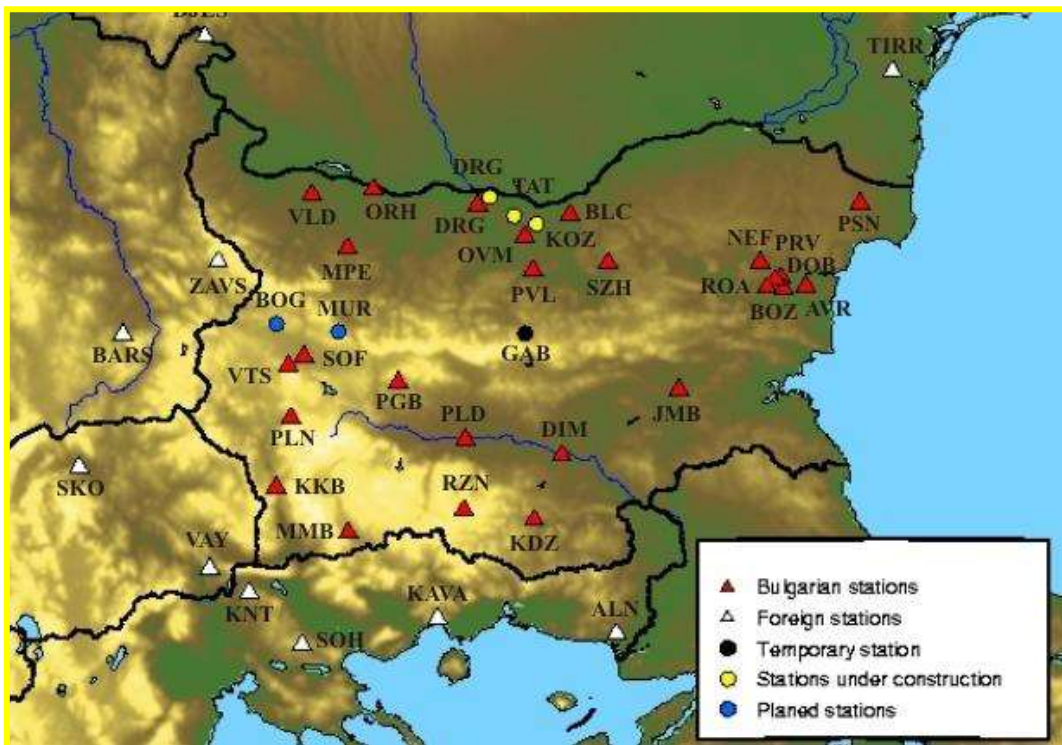 DJES
TIRR
DRG
TAT
VLD
ORH
DRG
BLC
KOZ
PSN
OVM
MPE
NEF
PRV
DOB
ZAVS
PVL
SZH
ROA
BOZ
AVR
BOG
MUR
BARS
GAB
SOF
VTS
PGB
JMB
PLN
PLD
DIM
SKO
KKB
RZN
MMB
KDZ
VAY
KNT
KAVA
ALN
SOH
Bulgarian stations
Foreign stations
Temporary station
Stations under construction
Planed stations